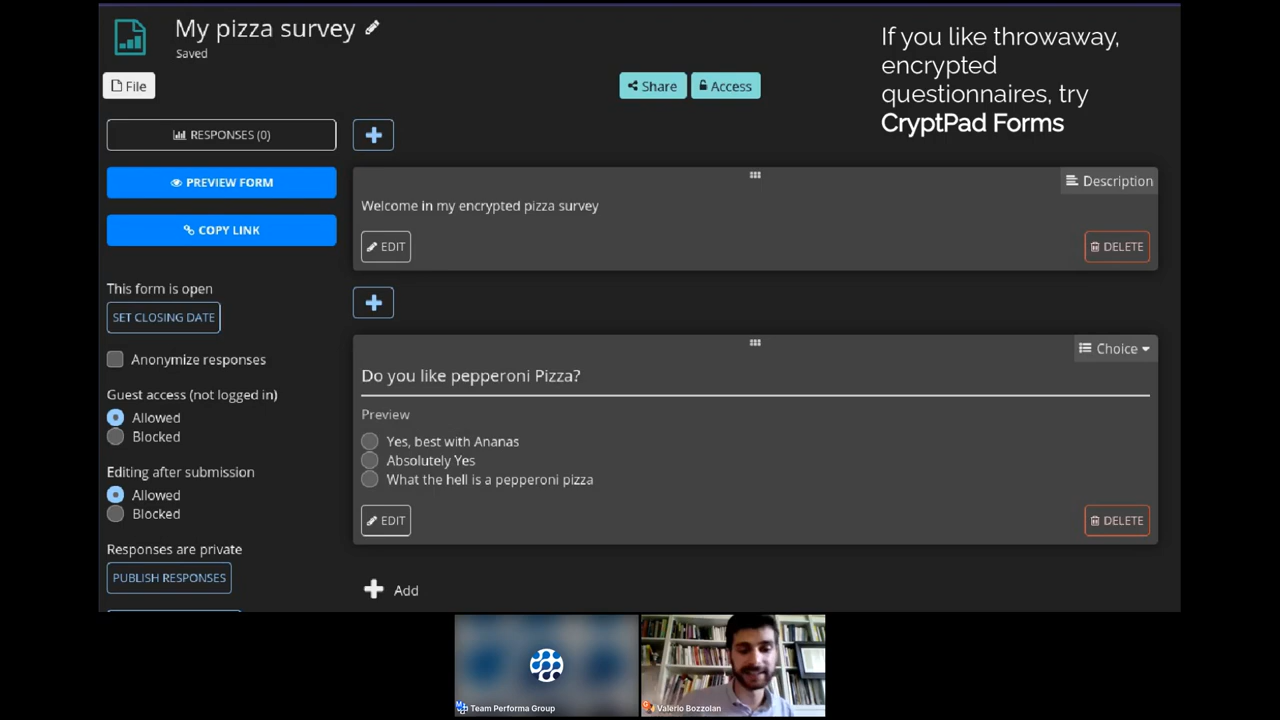 My pizza survey
Saved
File
Share
Access
If you like throwaway,
encrypted
questionnaires, try
CryptPad Forms
RESPONSES (0)
PREVIEW FORM
COPY LINK
This form is open
SET CLOSING DATE
Anonymize responses
Guest access (not logged in)
Allowed
Blocked
Editing after submission
Allowed
Blocked
Responses are private
PUBLISH RESPONSES
Description
Welcome in my encrypted pizza survey
EDIT
DELETE
Choice
Do you like pepperoni Pizza?
Preview
Yes, best with Ananas
Absolutely Yes
What the hell is a pepperoni pizza
EDIT
DELETE
Add
Team Performa Group
Valerio Bozzolan